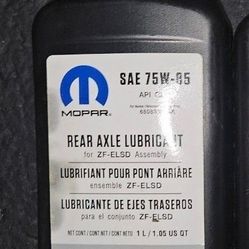 SAE 75W-85
API
MOPAR
REAR AXLE LUBRICANT
for ZF-ELSD Assembly
LUBRIFIANT POUR PONT ARRIÈRE
ensemble ZF-ELSD
LUBRICANTE DE EJES TRASEROS
para el conjunto ZF-ELSD
NET CONT / CONT. NET / CONT. NETO 1 L / 1.05 US QT